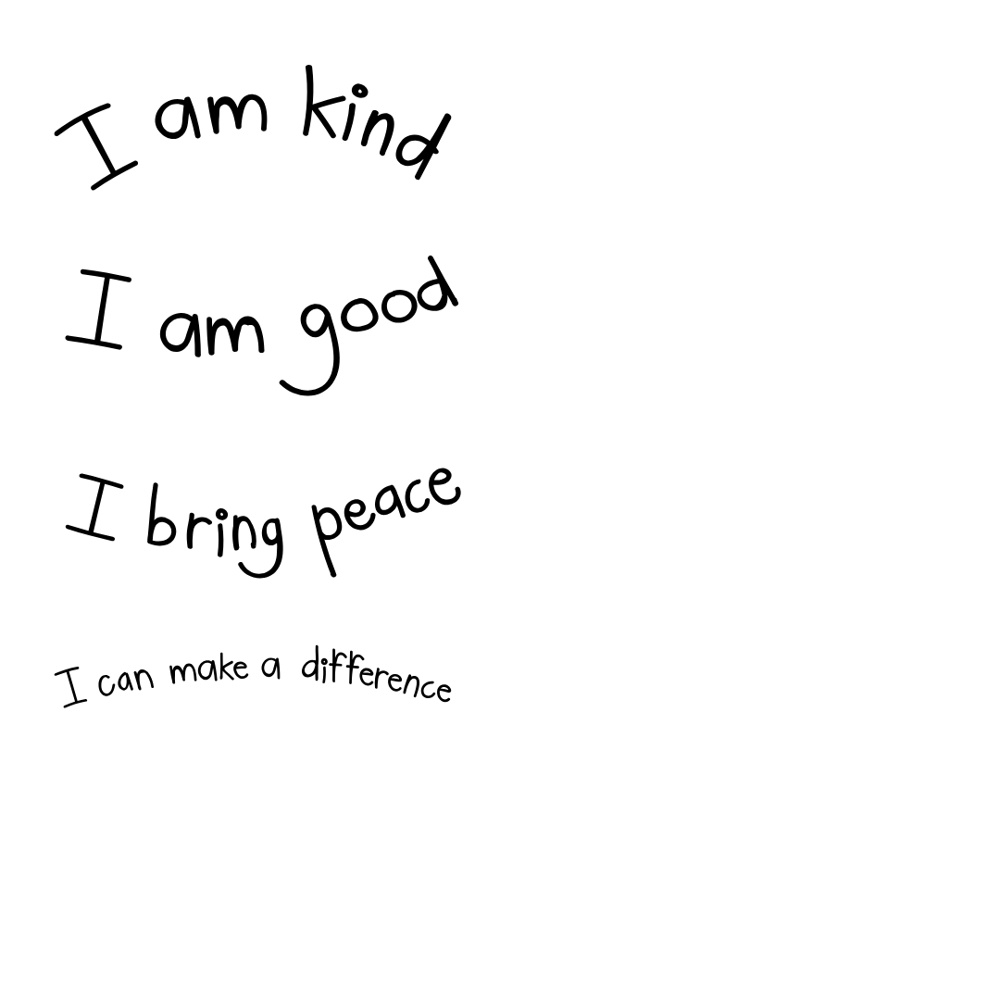 I am kind
I am good
I bring peace
I can make a difference